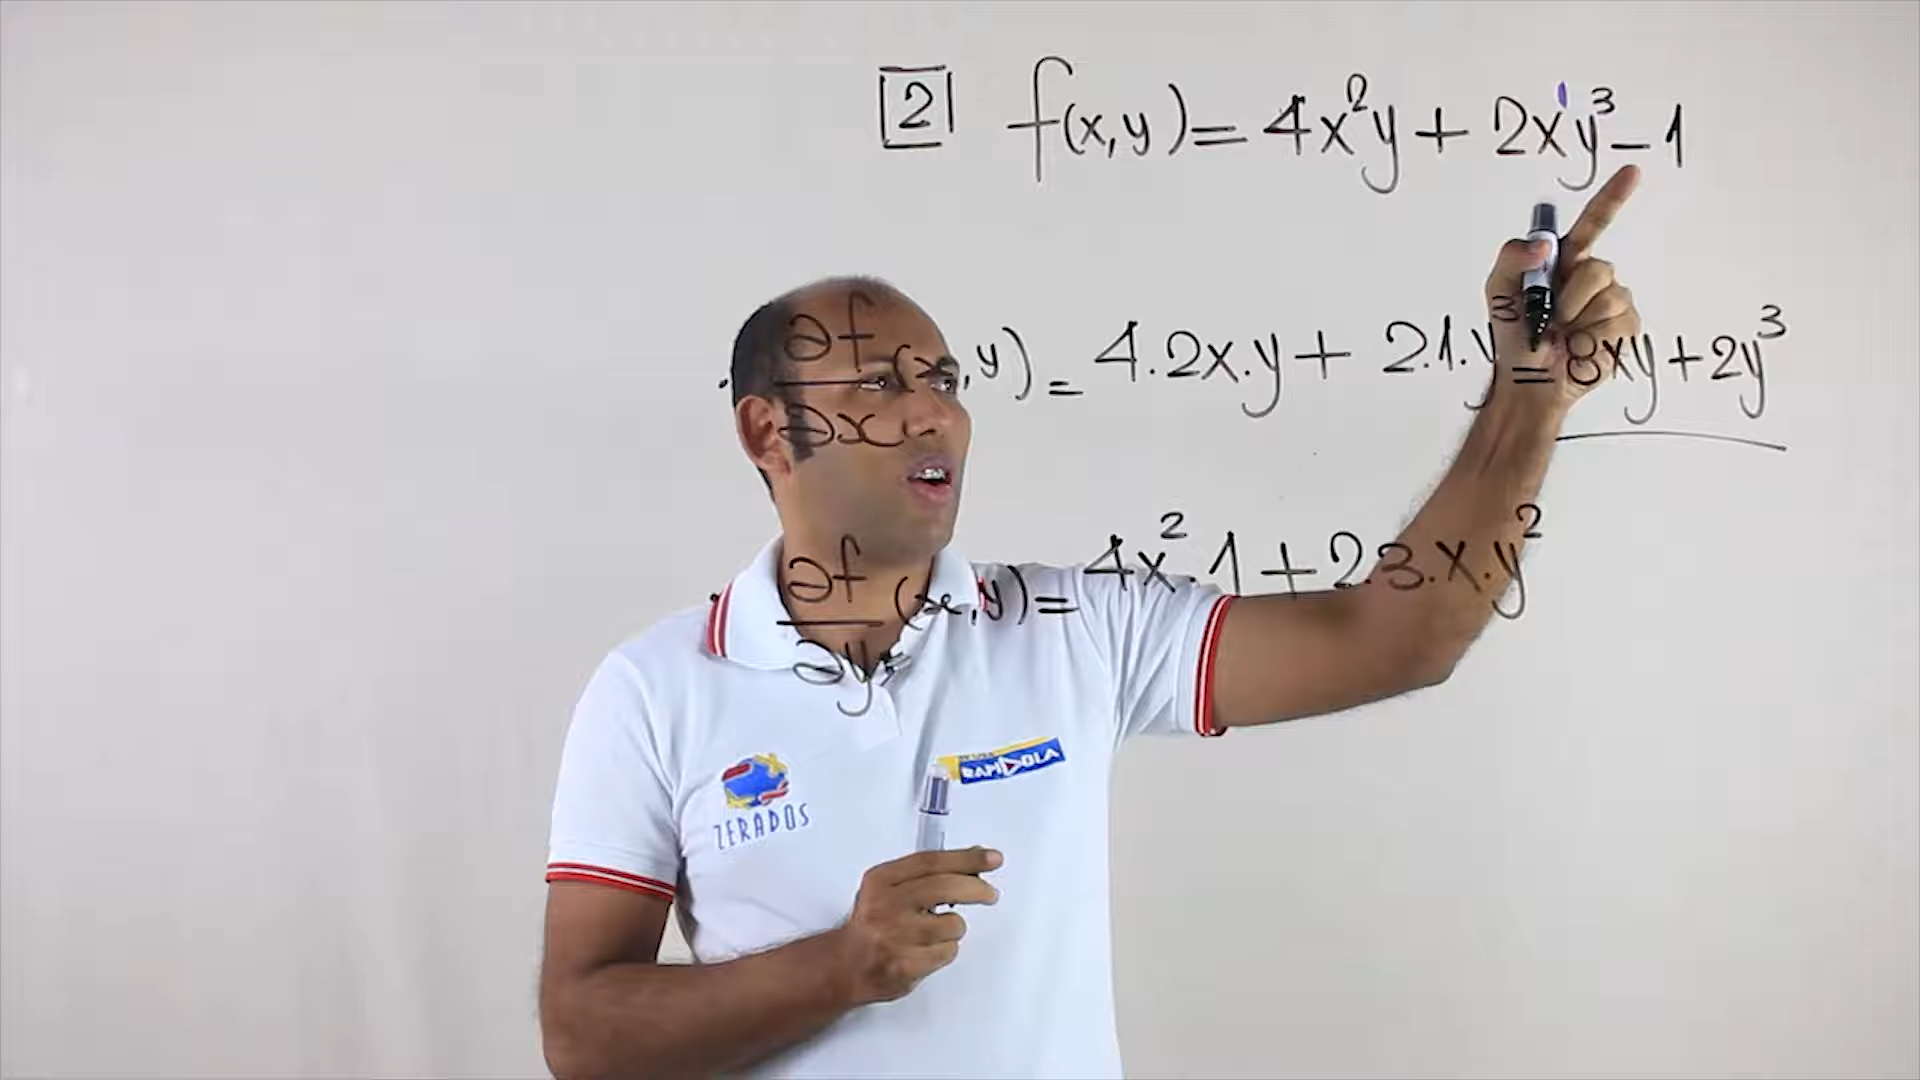 2 f(x,y) = 4x²y + 2x¹y³ - 1
∂f/∂x (x,y) = 4.2x.y + 2.1.y³ = 8xy + 2y³
∂f/∂y (x,y) = 4x².1 + 2.3.x.y²
ZERADOS
RAPIDOLA